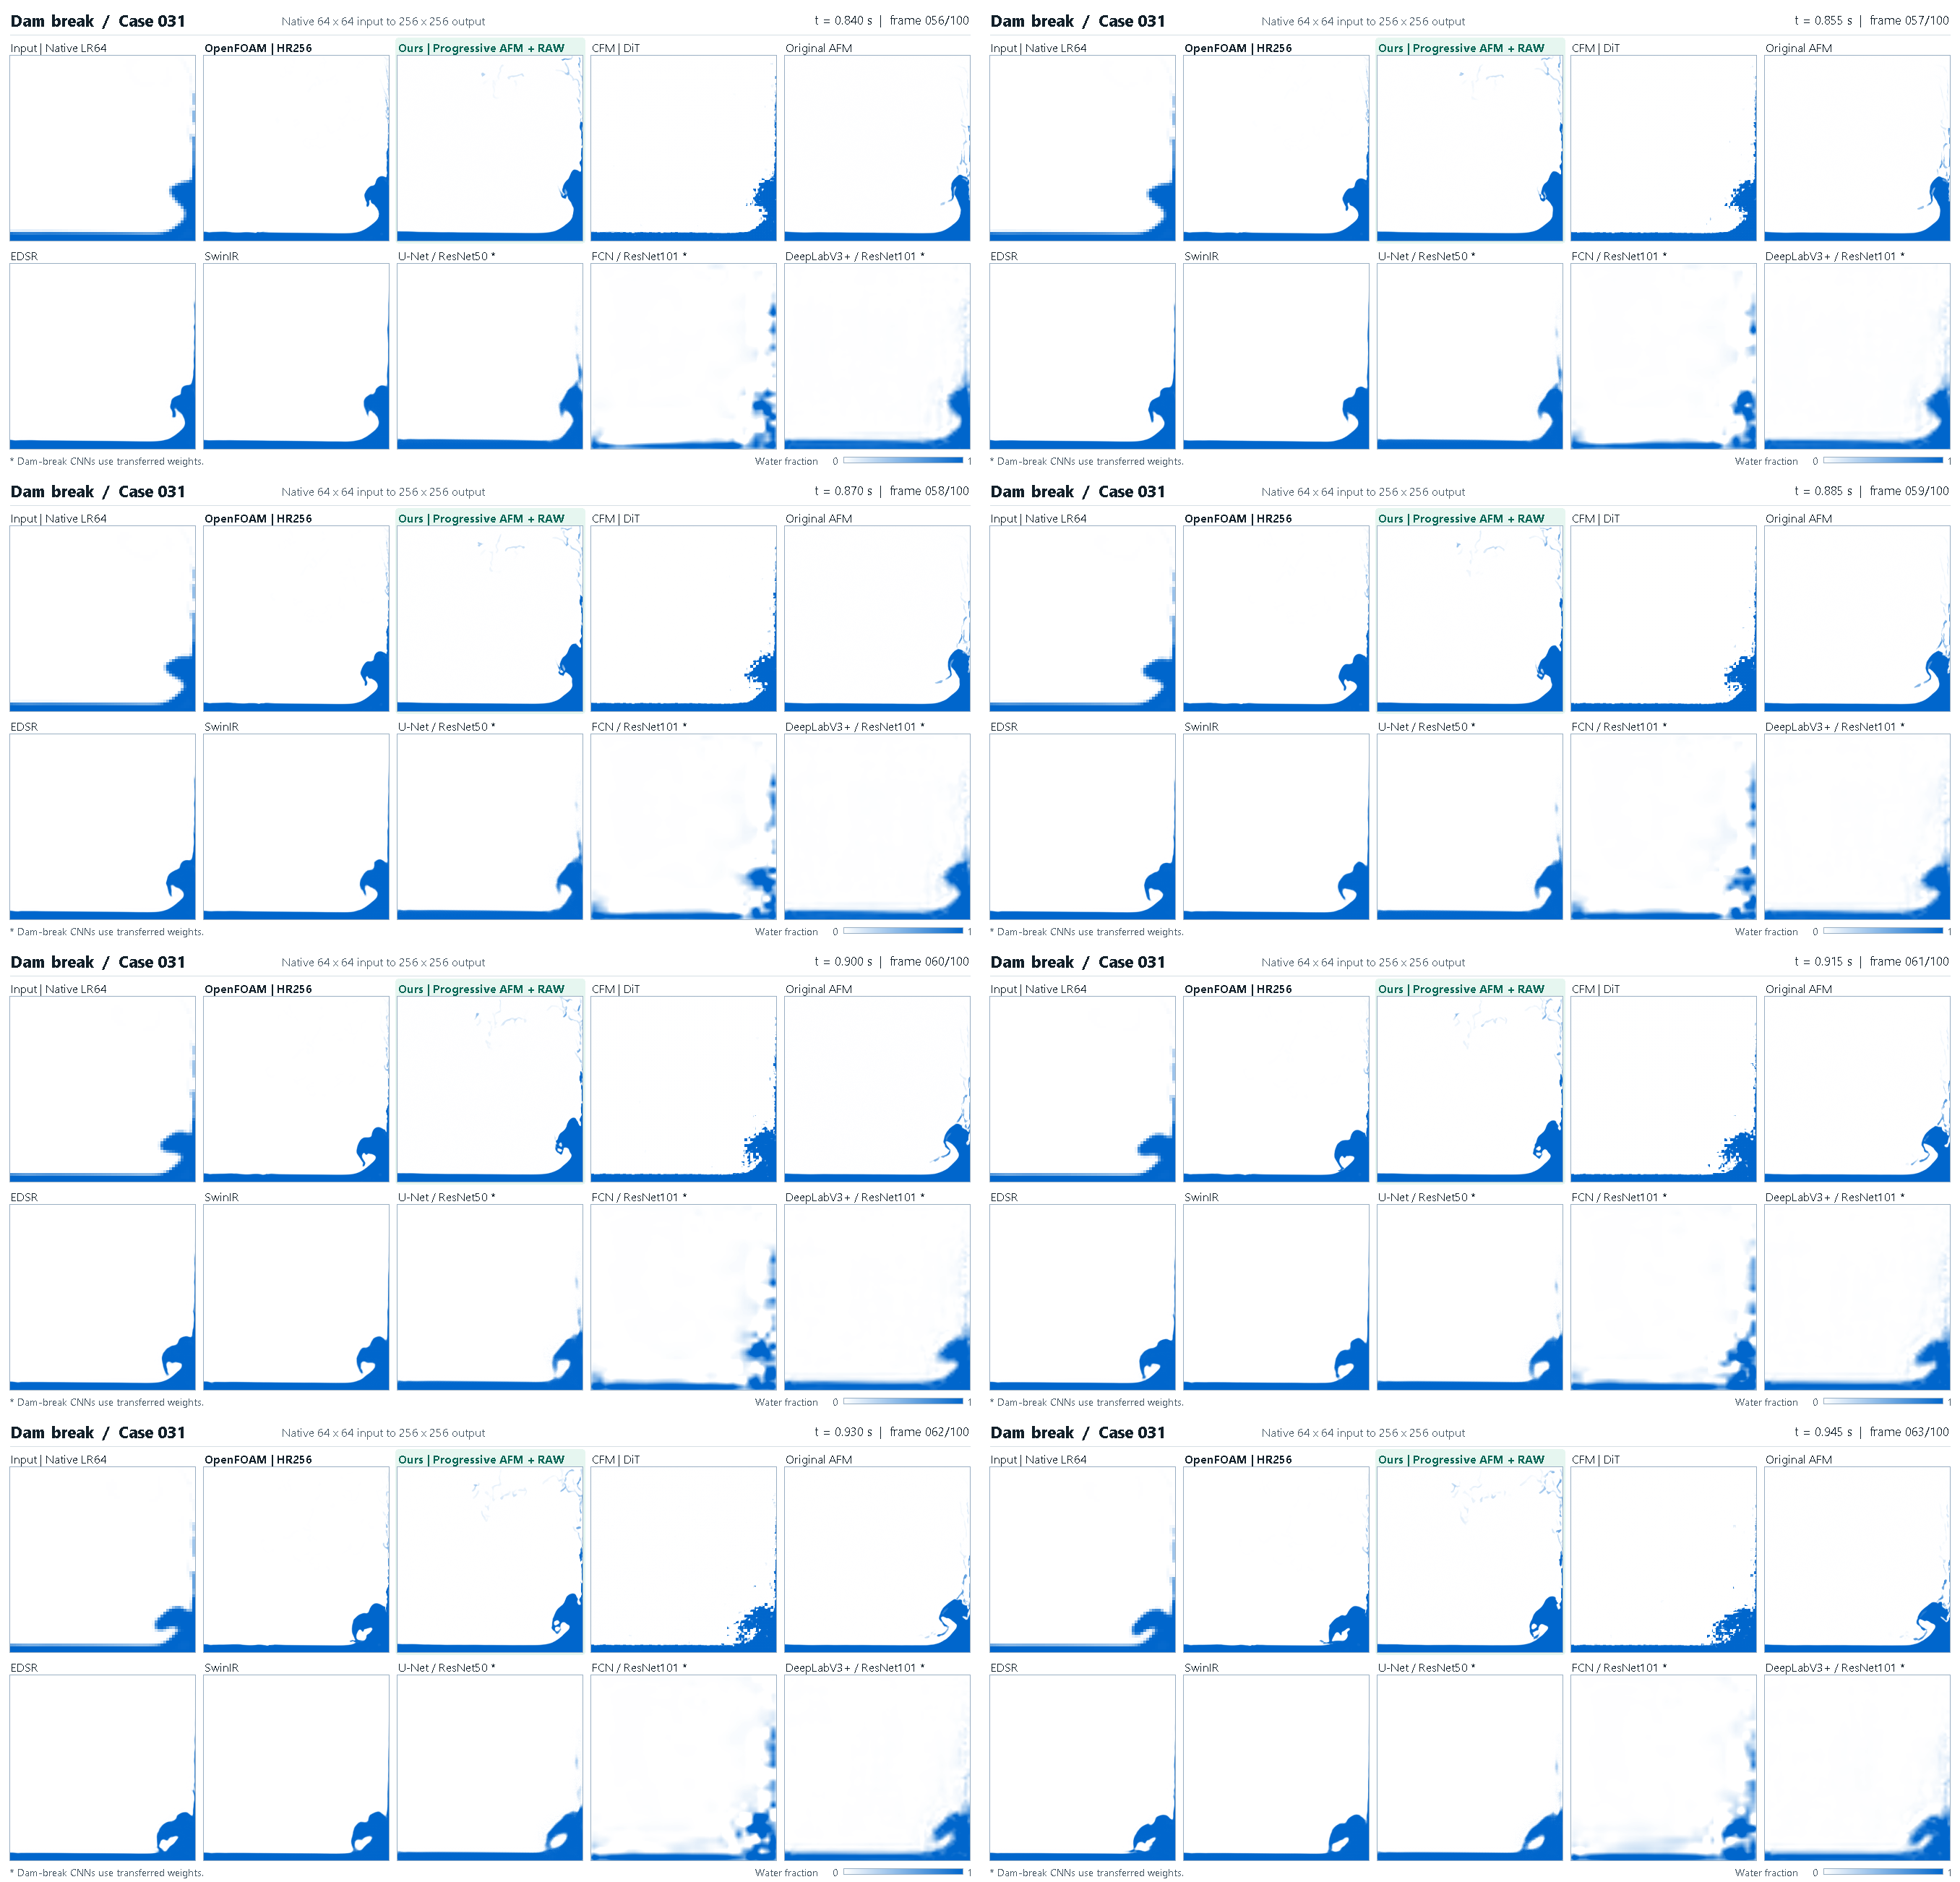 Dam break / Case 031 Native 64 x 64 input to 256 x 256 output t = 0.840 s | frame 056/100
Input | Native LR64 OpenFOAM | HR256 Ours | Progressive AFM + RAW CFM | DiT Original AFM
EDSR SwinIR U-Net / ResNet50 * FCN / ResNet101 * DeepLabV3+ / ResNet101 *
* Dam-break CNNs use transferred weights. Water fraction 0 1
Dam break / Case 031 Native 64 x 64 input to 256 x 256 output t = 0.855 s | frame 057/100
Input | Native LR64 OpenFOAM | HR256 Ours | Progressive AFM + RAW CFM | DiT Original AFM
EDSR SwinIR U-Net / ResNet50 * FCN / ResNet101 * DeepLabV3+ / ResNet101 *
* Dam-break CNNs use transferred weights. Water fraction 0 1
Dam break / Case 031 Native 64 x 64 input to 256 x 256 output t = 0.870 s | frame 058/100
Input | Native LR64 OpenFOAM | HR256 Ours | Progressive AFM + RAW CFM | DiT Original AFM
EDSR SwinIR U-Net / ResNet50 * FCN / ResNet101 * DeepLabV3+ / ResNet101 *
* Dam-break CNNs use transferred weights. Water fraction 0 1
Dam break / Case 031 Native 64 x 64 input to 256 x 256 output t = 0.885 s | frame 059/100
Input | Native LR64 OpenFOAM | HR256 Ours | Progressive AFM + RAW CFM | DiT Original AFM
EDSR SwinIR U-Net / ResNet50 * FCN / ResNet101 * DeepLabV3+ / ResNet101 *
* Dam-break CNNs use transferred weights. Water fraction 0 1
Dam break / Case 031 Native 64 x 64 input to 256 x 256 output t = 0.900 s | frame 060/100
Input | Native LR64 OpenFOAM | HR256 Ours | Progressive AFM + RAW CFM | DiT Original AFM
EDSR SwinIR U-Net / ResNet50 * FCN / ResNet101 * DeepLabV3+ / ResNet101 *
* Dam-break CNNs use transferred weights. Water fraction 0 1
Dam break / Case 031 Native 64 x 64 input to 256 x 256 output t = 0.915 s | frame 061/100
Input | Native LR64 OpenFOAM | HR256 Ours | Progressive AFM + RAW CFM | DiT Original AFM
EDSR SwinIR U-Net / ResNet50 * FCN / ResNet101 * DeepLabV3+ / ResNet101 *
* Dam-break CNNs use transferred weights. Water fraction 0 1
Dam break / Case 031 Native 64 x 64 input to 256 x 256 output t = 0.930 s | frame 062/100
Input | Native LR64 OpenFOAM | HR256 Ours | Progressive AFM + RAW CFM | DiT Original AFM
EDSR SwinIR U-Net / ResNet50 * FCN / ResNet101 * DeepLabV3+ / ResNet101 *
* Dam-break CNNs use transferred weights. Water fraction 0 1
Dam break / Case 031 Native 64 x 64 input to 256 x 256 output t = 0.945 s | frame 063/100
Input | Native LR64 OpenFOAM | HR256 Ours | Progressive AFM + RAW CFM | DiT Original AFM
EDSR SwinIR U-Net / ResNet50 * FCN / ResNet101 * DeepLabV3+ / ResNet101 *
* Dam-break CNNs use transferred weights. Water fraction 0 1